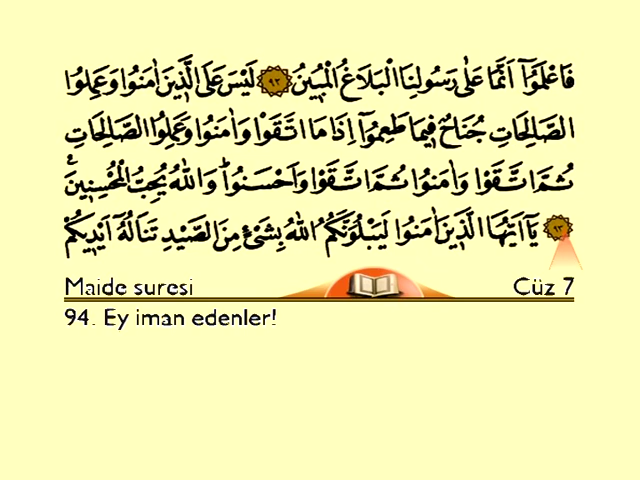 فَاعْلَمُٓوا اَنَّمَا عَلٰى رَسُولِنَا الْبَلَاغُ الْمُبٖينُ ﴿٩٢﴾ لَيْسَ عَلَى الَّذٖينَ اٰمَنُوا وَعَمِلُوا
الصَّالِحَاتِ جُنَاحٌ فٖيمَا طَعِمُٓوا اِذَا مَا اتَّقَوْا وَاٰمَنُوا وَعَمِلُوا الصَّالِحَاتِ
ثُمَّ اتَّقَوْا وَاٰمَنُوا ثُمَّ اتَّقَوْا وَاَحْسَنُواؕ وَاللّٰهُ يُحِبُّ الْمُحْسِنٖينَࣖ
﴿٩٣﴾ يَٓا اَيُّهَا الَّذٖينَ اٰمَنُوا لَيَبْلُوَنَّكُمُ اللّٰهُ بِشَیْءٍ مِنَ الصَّيْدِ تَنَالُهُٓ اَيْدٖيكُمْ
Maide suresi Cüz 7
94. Ey iman edenler!